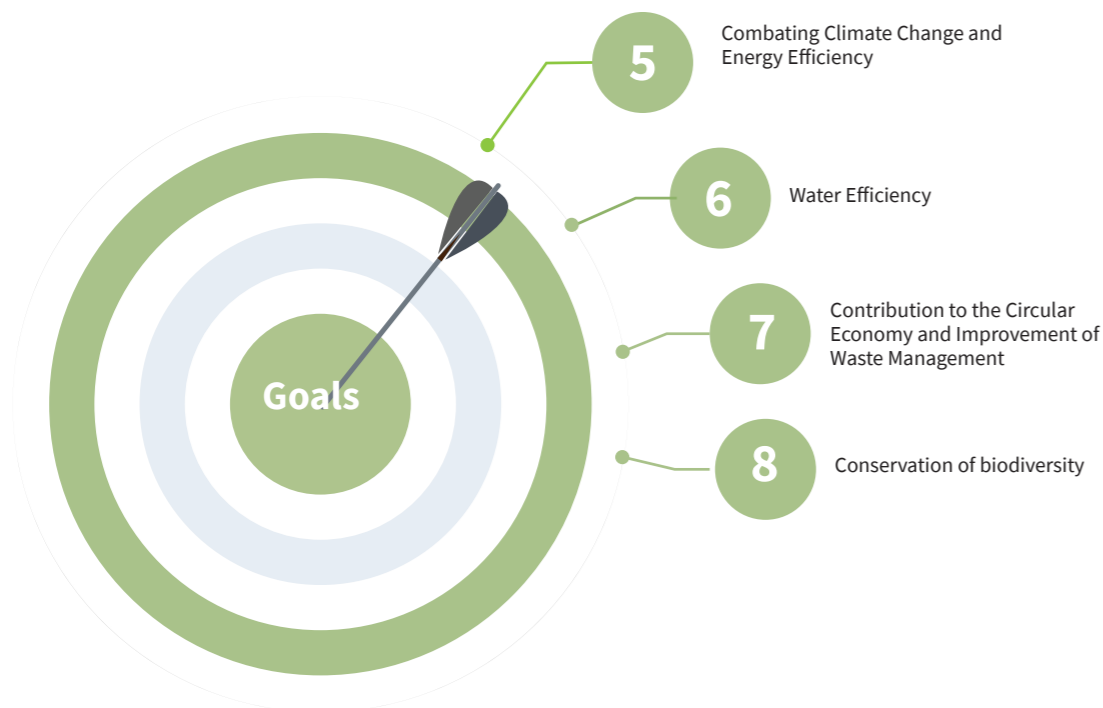 5
Combating Climate Change and
Energy Efficiency
6
Water Efficiency
7
Contribution to the Circular
Economy and Improvement of
Waste Management
Goals
8
Conservation of biodiversity